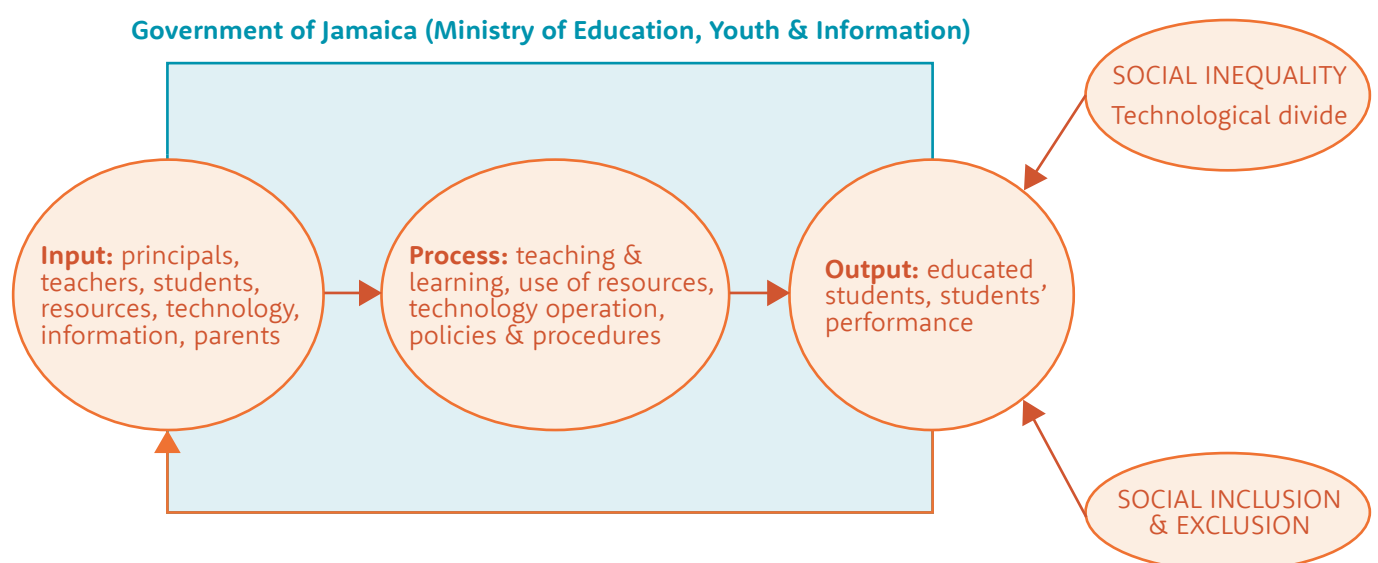 Government of Jamaica (Ministry of Education, Youth & Information)
SOCIAL INEQUALITY
Technological divide
Input: principals,
teachers, students,
resources, technology,
information, parents
Process: teaching &
learning, use of resources,
technology operation,
policies & procedures
Output: educated
students, students’
performance
SOCIAL INCLUSION
& EXCLUSION